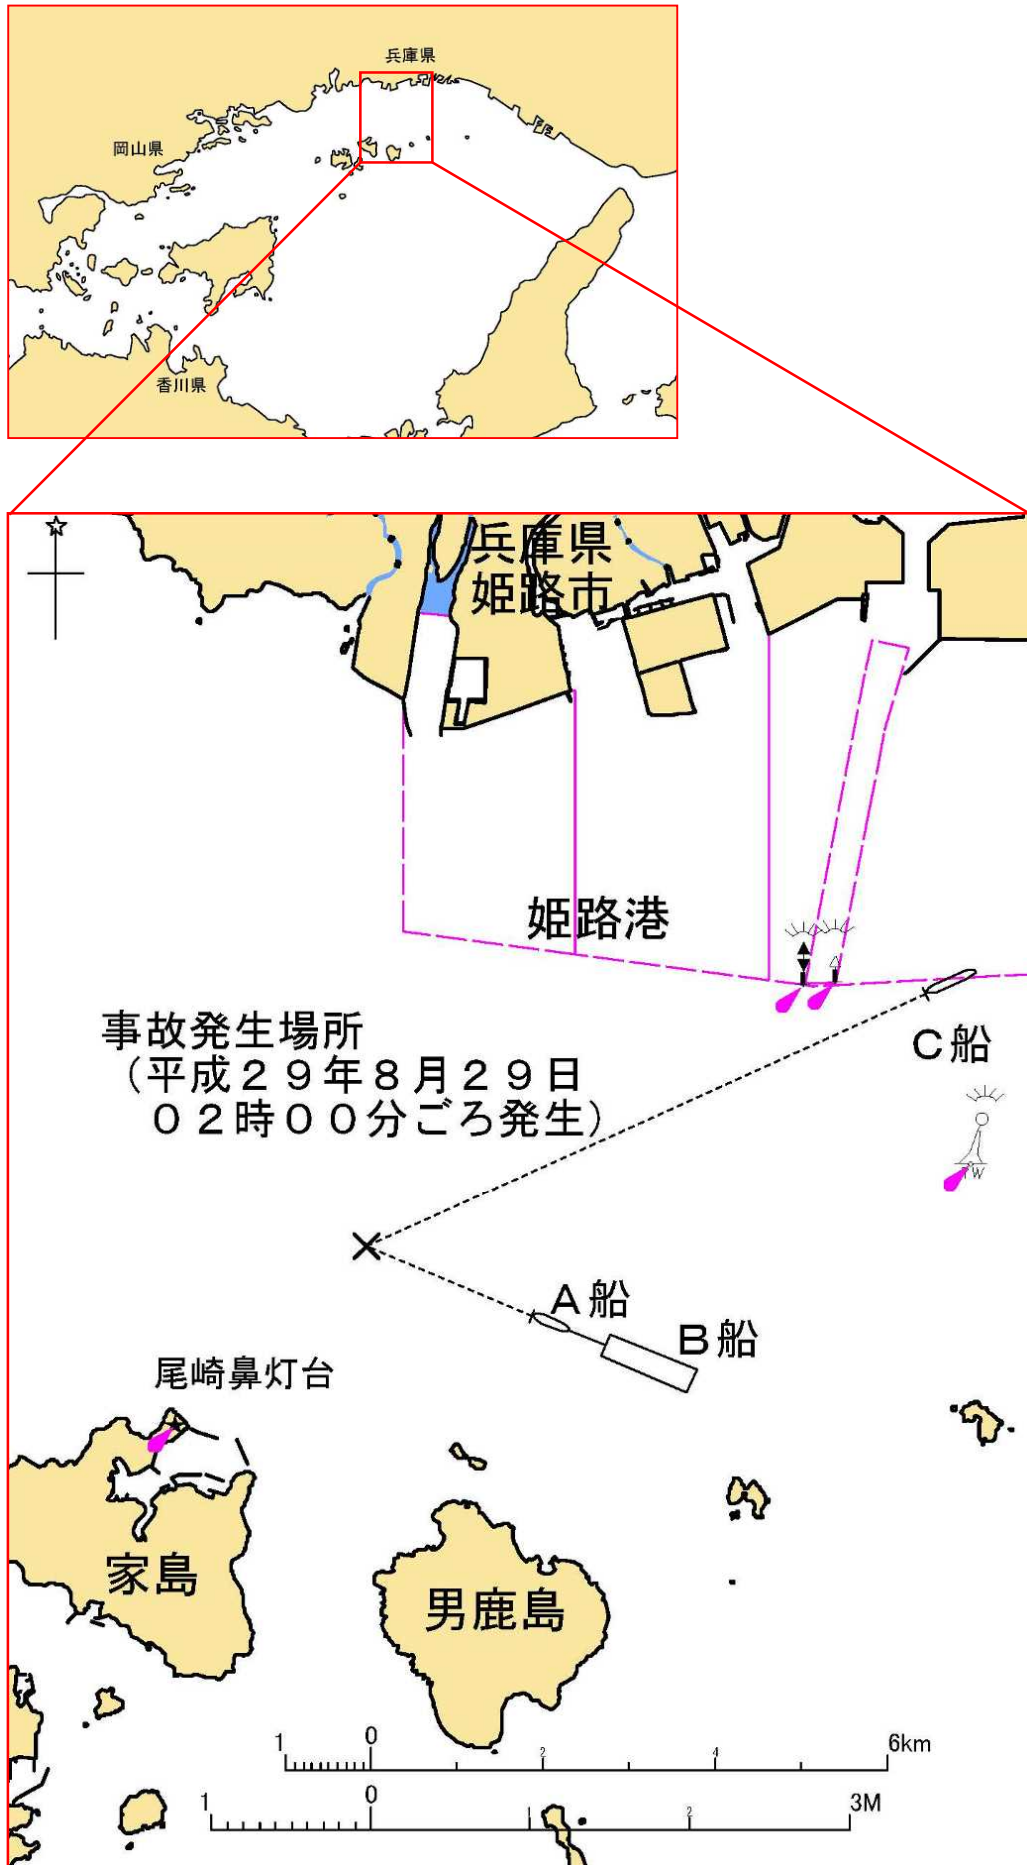 兵庫県
岡山県
香川県
兵庫県
姫路市
姫路港
事故発生場所
（平成２９年８月２９日
０２時００分ごろ発生）
Ｃ船
W
Ａ船
Ｂ船
尾崎鼻灯台
家島
男鹿島
1 0 2 4 6km
1 0 2 3M